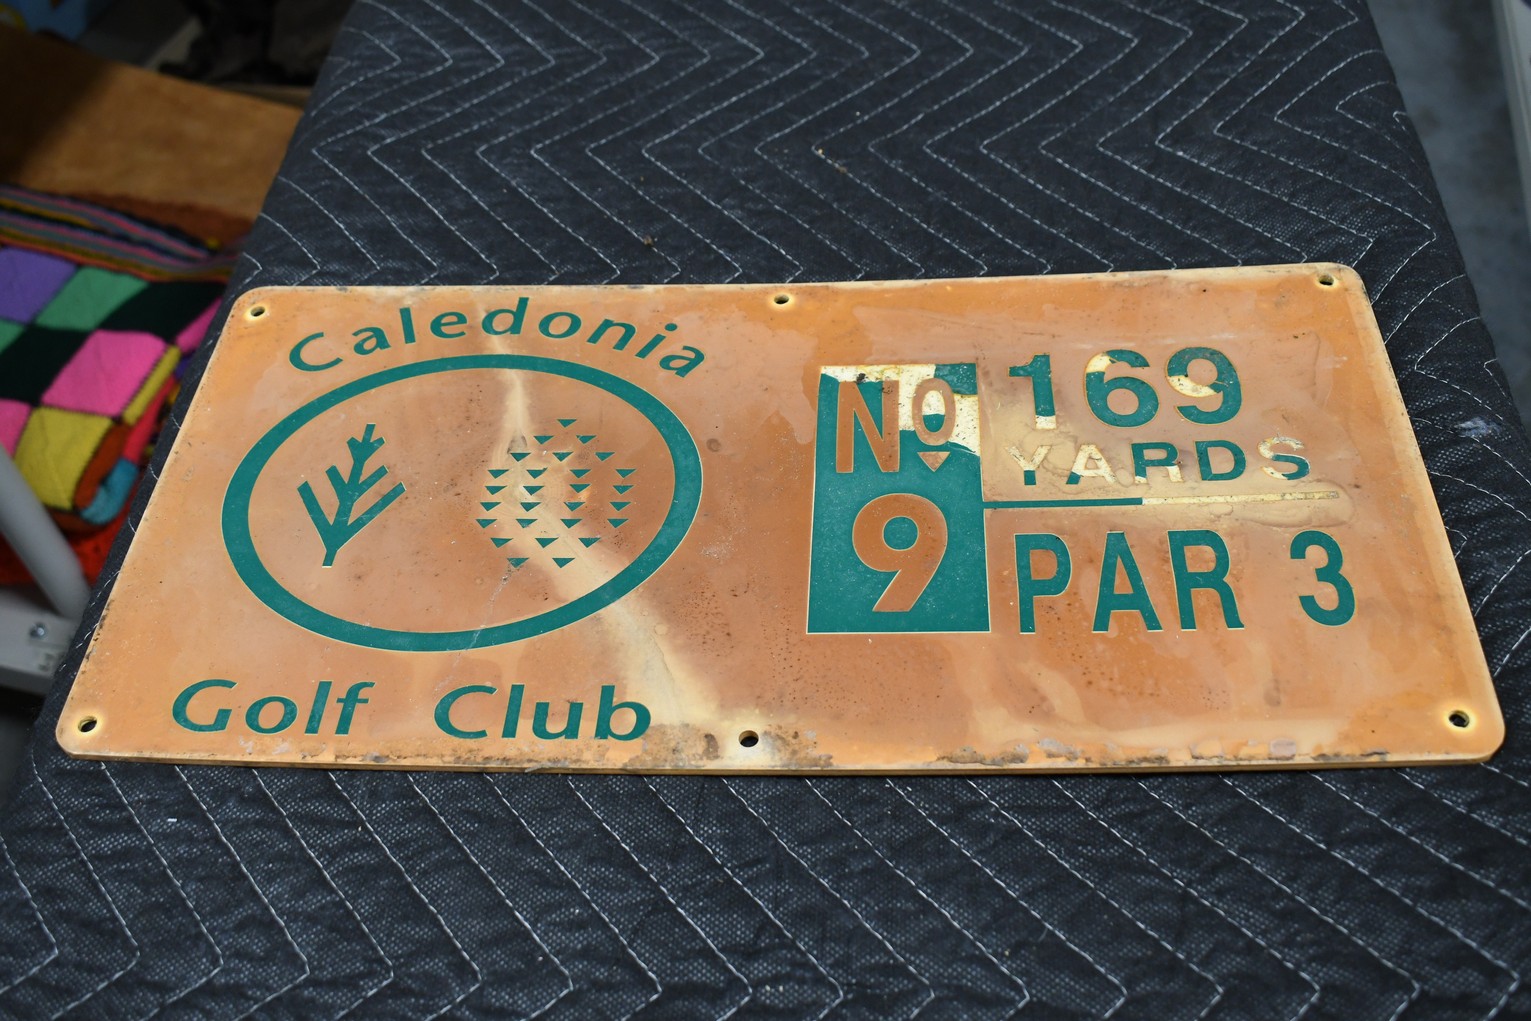 Caledonia
Golf Club
No
9
169
YARDS
PAR 3